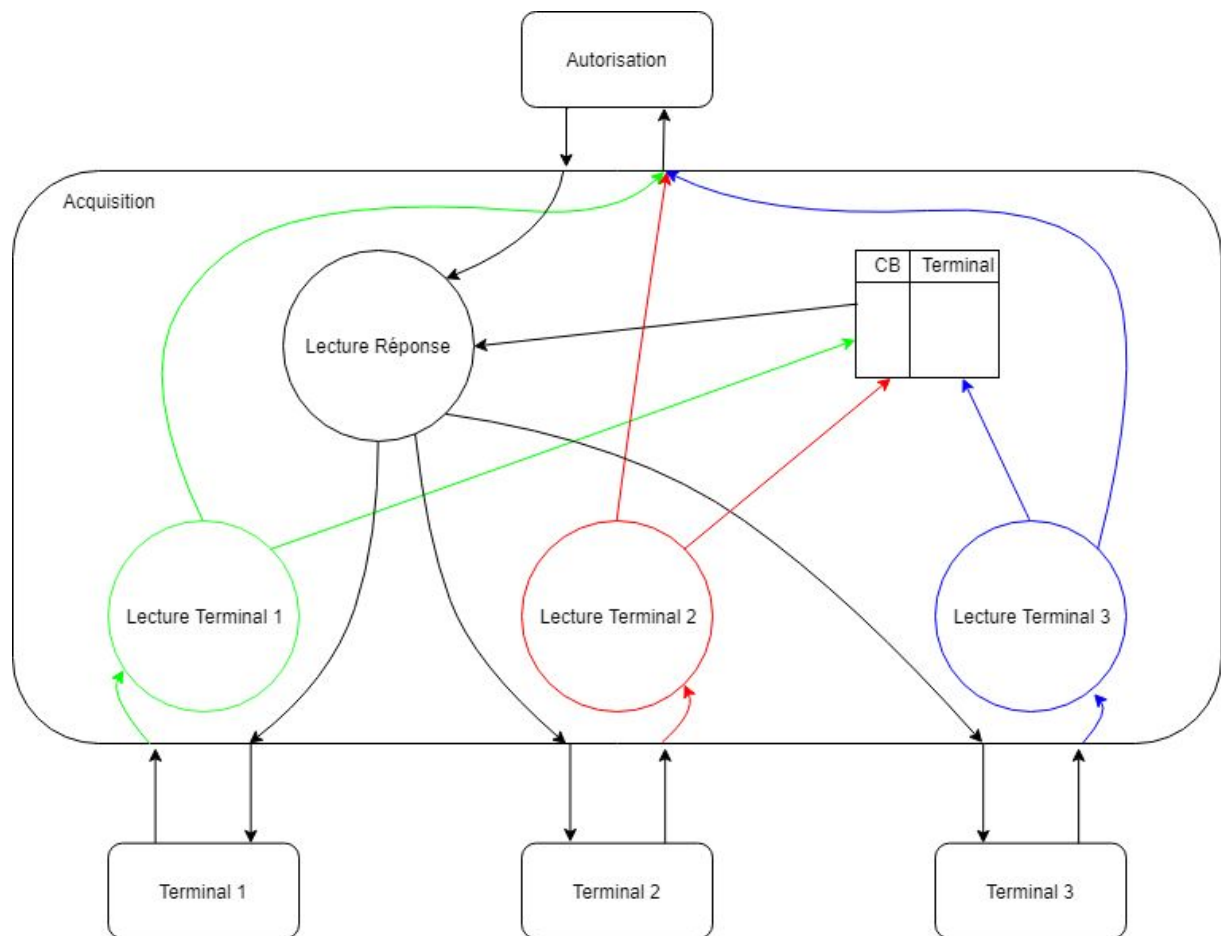 Autorisation
Acquisition
CB Terminal
Lecture Réponse
Lecture Terminal 1
Lecture Terminal 2
Lecture Terminal 3
Terminal 1
Terminal 2
Terminal 3